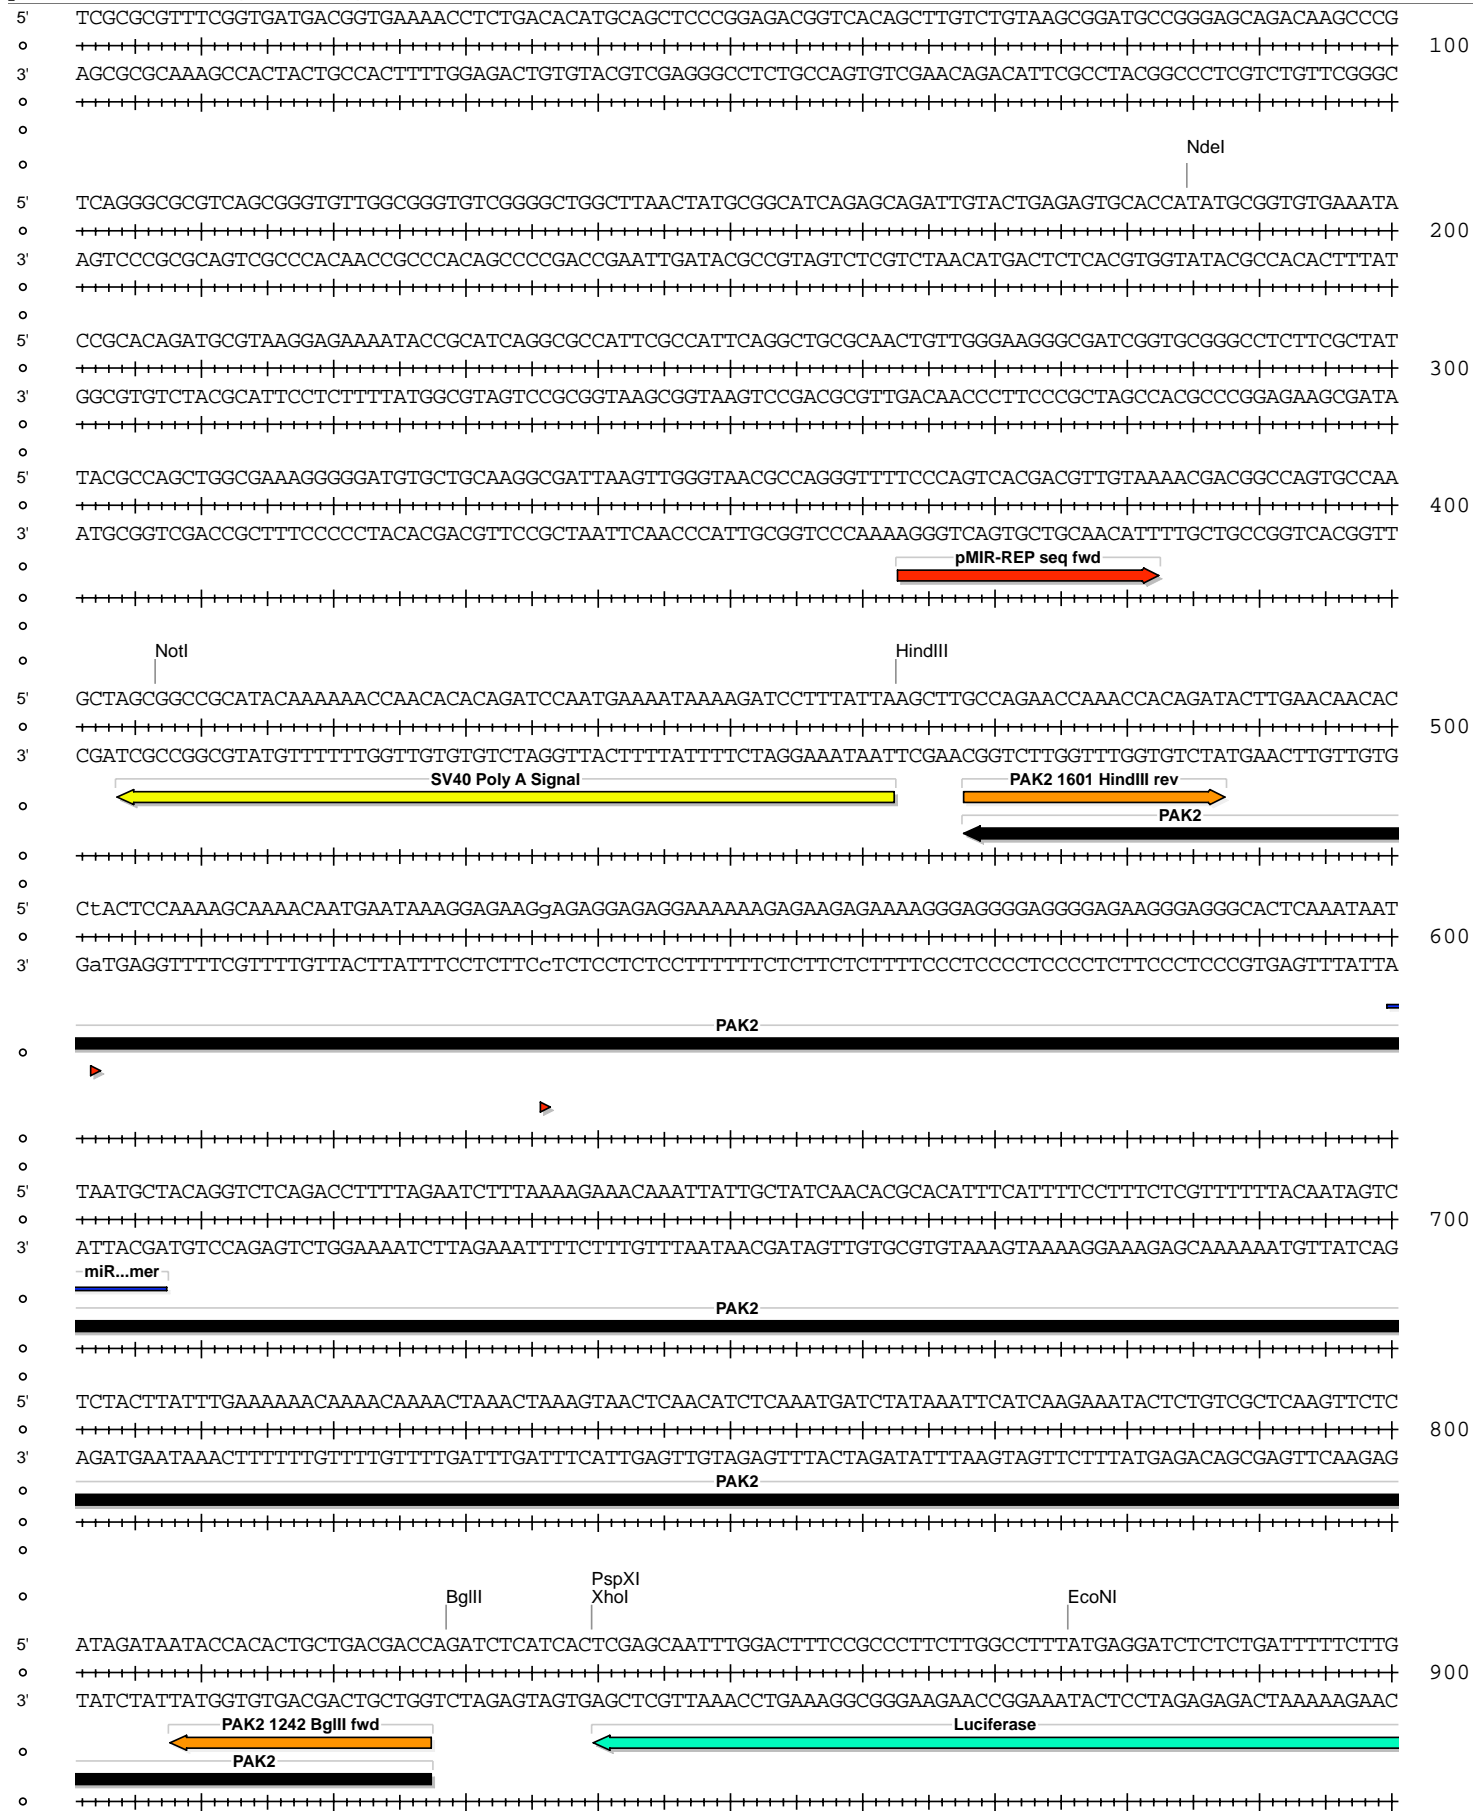 5' TCGCGCGTTTCGGTGATGACGGTGAAAACCTCTGACACATGCAGCTCCCGGAGACGGTCACAGCTTGTCTGTAAGCGGATGCCGGGAGCAGACAAGCCCG
100
3' AGCGCGCAAAGCCACTACTGCCACTTTTGGAGACTGTGTACGTCGAGGGCCTCTGCCAGTGTCGAACAGACATTCGCCTACGGCCCTCGTCTGTTCGGGC
NdeI
5' TCAGGGCGCGTCAGCGGGTGTTGGCGGGTGTCGGGGCTGGCTTAACTATGCGGCATCAGAGCAGATTGTACTGAGAGTGCACCATATGCGGTGTGAAATA
200
3' AGTCCCGCGCAGTCGCCCACAACCGCCCACAGCCCCGACCGAATTGATACGCCGTAGTCTCGTCTAACATGACTCTCACGTGGTATACGCCACACTTTAT
5' CCGCACAGATGCGTAAGGAGAAAATACCGCATCAGGCGCCATTCGCCATTCAGGCTGCGCAACTGTTGGGAAGGGCGATCGGTGCGGGCCTCTTCGCTAT
300
3' GGCGTGTCTACGCATTCCTCTTTTATGGCGTAGTCCGCGGTAAGCGGTAAGTCCGACGCGTTGACAACCCTTCCCGCTAGCCACGCCCGGAGAAGCGATA
5' TACGCCAGCTGGCGAAAGGGGGATGTGCTGCAAGGCGATTAAGTTGGGTAACGCCAGGGTTTTCCCAGTCACGACGTTGTAAAACGACGGCCAGTGCCAA
400
3' ATGCGGTCGACCGCTTTCCCCCTACACGACGTTCCGCTAATTCAACCCATTGCGGTCCCAAAAGGGTCAGTGCTGCAACATTTTGCTGCCGGTCACGGTT
pMIR-REP seq fwd
NotI HindIII
5' GCTAGCGGCCGCATACAAAAAACCAACACACAGATCCAATGAAAATAAAAGATCCTTTATTAAGCTTGCCAGAACCAAACCACAGATACTTGAACAACAC
500
3' CGATCGCCGGCGTATGTTTTTTGGTTGTGTGTCTAGGTTACTTTTATTTTCTAGGAAATAATTCGAACGGTCTTGGTTTGGTGTCTATGAACTTGTTGTG
SV40 Poly A Signal PAK2 1601 HindIII rev
PAK2
5' CtACTCCAAAAGCAAAACAATGAATAAAGGAGAAGgAGAGGAGAGGAAAAAAGAGAAGAGAAAAGGGAGGGGAGGGGAGAAGGGAGGGCACTCAAATAAT
600
3' GaTGAGGTTTTCGTTTTGTTACTTATTTCCTCTTCcTCTCCTCTCCTTTTTTCTCTTCTCTTTTCCCTCCCCTCCCCTCTTCCCTCCCGTGAGTTTATTA
PAK2
5' TAATGCTACAGGTCTCAGACCTTTTAGAATCTTTAAAAGAAACAAATTATTGCTATCAACACGCACATTTCATTTTCCTTTCTCGTTTTTTACAATAGTC
700
3' ATTACGATGTCCAGAGTCTGGAAAATCTTAGAAATTTTCTTTGTTTAATAACGATAGTTGTGCGTGTAAAGTAAAAGGAAAGAGCAAAAAATGTTATCAG
miR...mer
PAK2
5' TCTACTTATTTGAAAAAACAAAACAAAACTAAACTAAAGTAACTCAACATCTCAAATGATCTATAAATTCATCAAGAAATACTCTGTCGCTCAAGTTCTC
800
3' AGATGAATAAACTTTTTTGTTTTGTTTTGATTTGATTTCATTGAGTTGTAGAGTTTACTAGATATTTAAGTAGTTCTTTATGAGACAGCGAGTTCAAGAG
PAK2
PspXI
BglII XhoI EcoNI
5' ATAGATAATACCACACTGCTGACGACCAGATCTCATCACTCGAGCAATTTGGACTTTCCGCCCTTCTTGGCCTTTATGAGGATCTCTCTGATTTTTCTTG
900
3' TATCTATTATGGTGTGACGACTGCTGGTCTAGAGTAGTGAGCTCGTTAAACCTGAAAGGCGGGAAGAACCGGAAATACTCCTAGAGAGACTAAAAAGAAC
PAK2 1242 BglII fwd Luciferase
PAK2